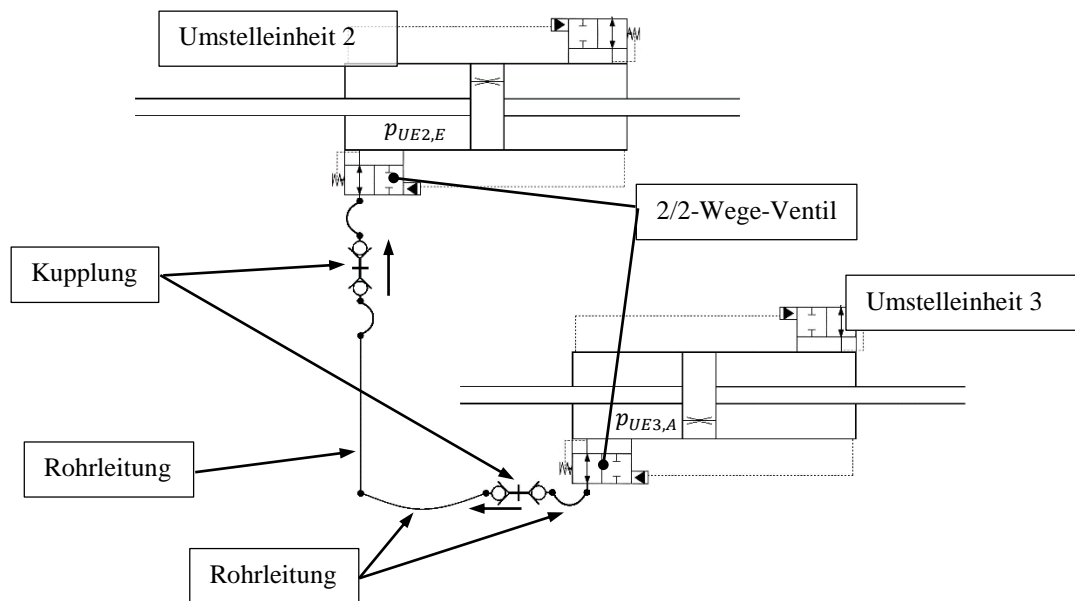 Umstelleinheit 2
p_UE2,E
2/2-Wege-Ventil
Kupplung
Umstelleinheit 3
p_UE3,A
Rohrleitung
Rohrleitung